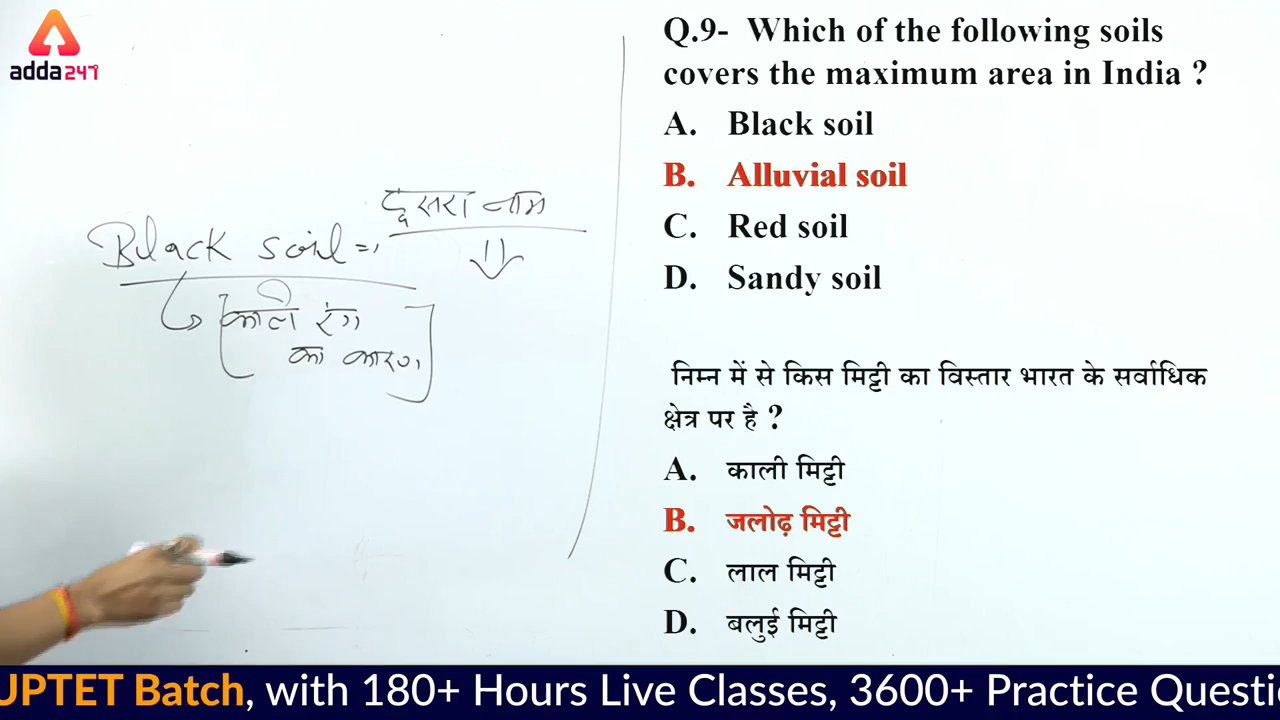 adda247
Black soil =,
दुसरा नाम
काली रंग
का कारण
Q.9- Which of the following soils
covers the maximum area in India ?
A. Black soil
B. Alluvial soil
C. Red soil
D. Sandy soil
निम्न में से किस मिट्टी का विस्तार भारत के सर्वाधिक
क्षेत्र पर है ?
A. काली मिट्टी
B. जलोढ़ मिट्टी
C. लाल मिट्टी
D. बलुई मिट्टी
UPTET Batch, with 180+ Hours Live Classes, 3600+ Practice Questi